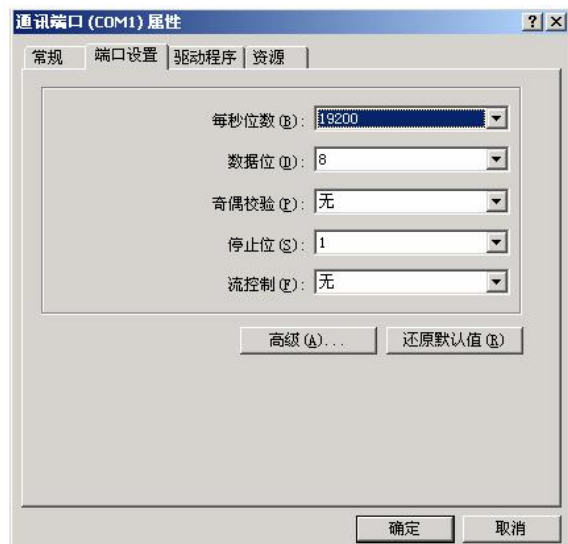 通讯端口 (COM1) 属性
常规 端口设置 驱动程序 资源
每秒位数(B): 19200
数据位(D): 8
奇偶校验(P): 无
停止位(S): 1
流控制(F): 无
高级(A)... 还原默认值(R)
确定 取消